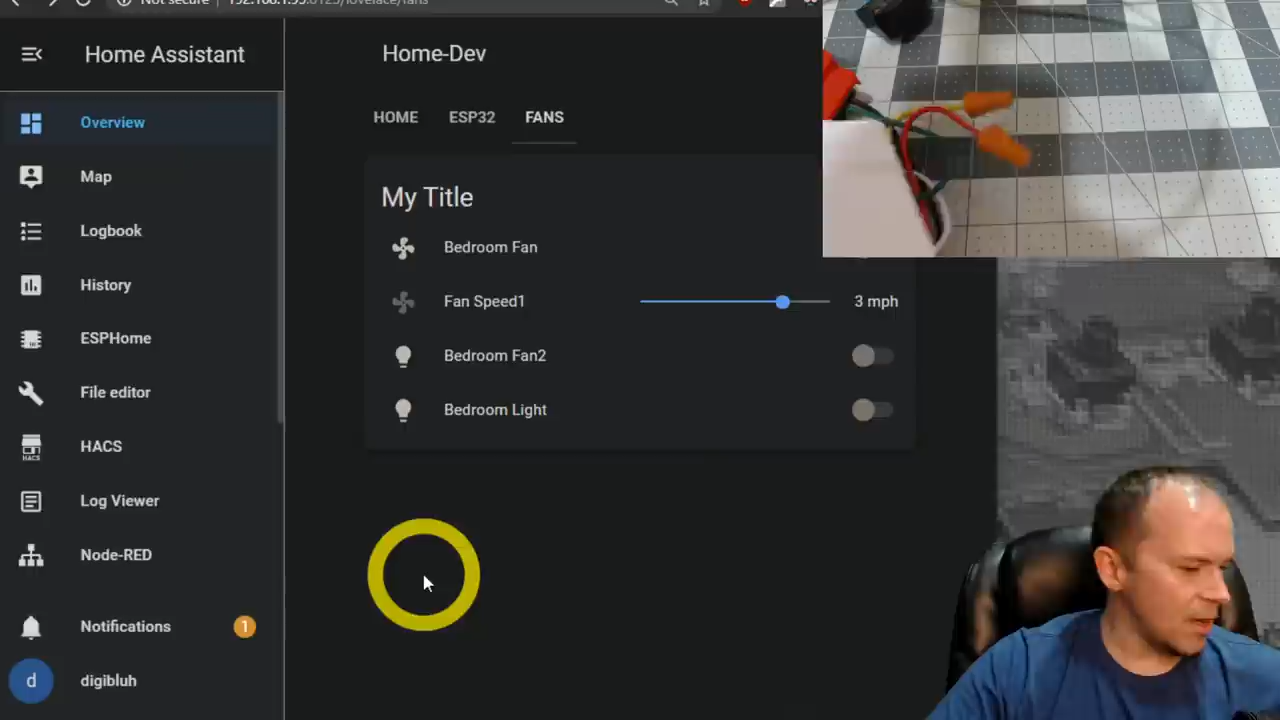 Home Assistant
Overview
Map
Logbook
History
ESPHome
File editor
HACS
Log Viewer
Node-RED
Notifications 1
d digibluh
Home-Dev
HOME ESP32 FANS
My Title
Bedroom Fan
Fan Speed1 3 mph
Bedroom Fan2
Bedroom Light